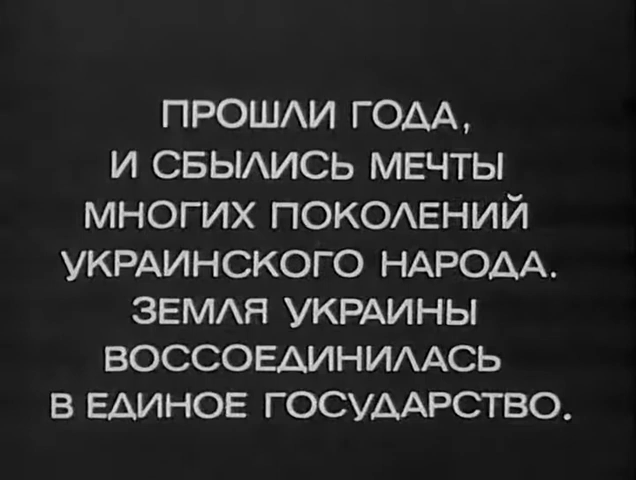 ПРОШЛИ ГОДА,
И СБЫЛИСЬ МЕЧТЫ
МНОГИХ ПОКОЛЕНИЙ
УКРАИНСКОГО НАРОДА.
ЗЕМЛЯ УКРАИНЫ
ВОССОЕДИНИЛАСЬ
В ЕДИНОЕ ГОСУДАРСТВО.